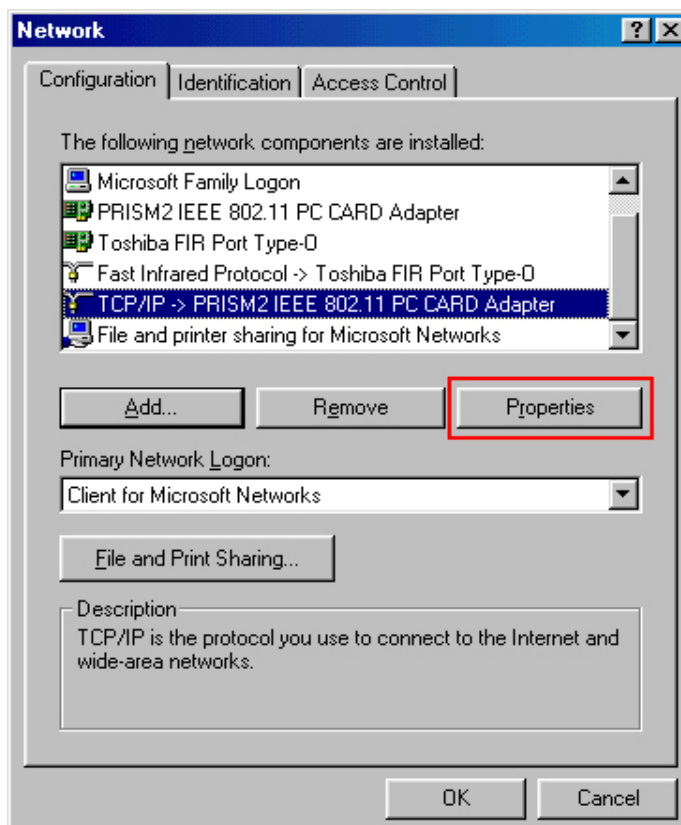 Network
Configuration Identification Access Control
The following network components are installed:
Microsoft Family Logon
PRISM2 IEEE 802.11 PC CARD Adapter
Toshiba FIR Port Type-O
Fast Infrared Protocol -> Toshiba FIR Port Type-O
TCP/IP -> PRISM2 IEEE 802.11 PC CARD Adapter
File and printer sharing for Microsoft Networks
Add... Remove Properties
Primary Network Logon:
Client for Microsoft Networks
File and Print Sharing...
Description
TCP/IP is the protocol you use to connect to the Internet and
wide-area networks.
OK Cancel